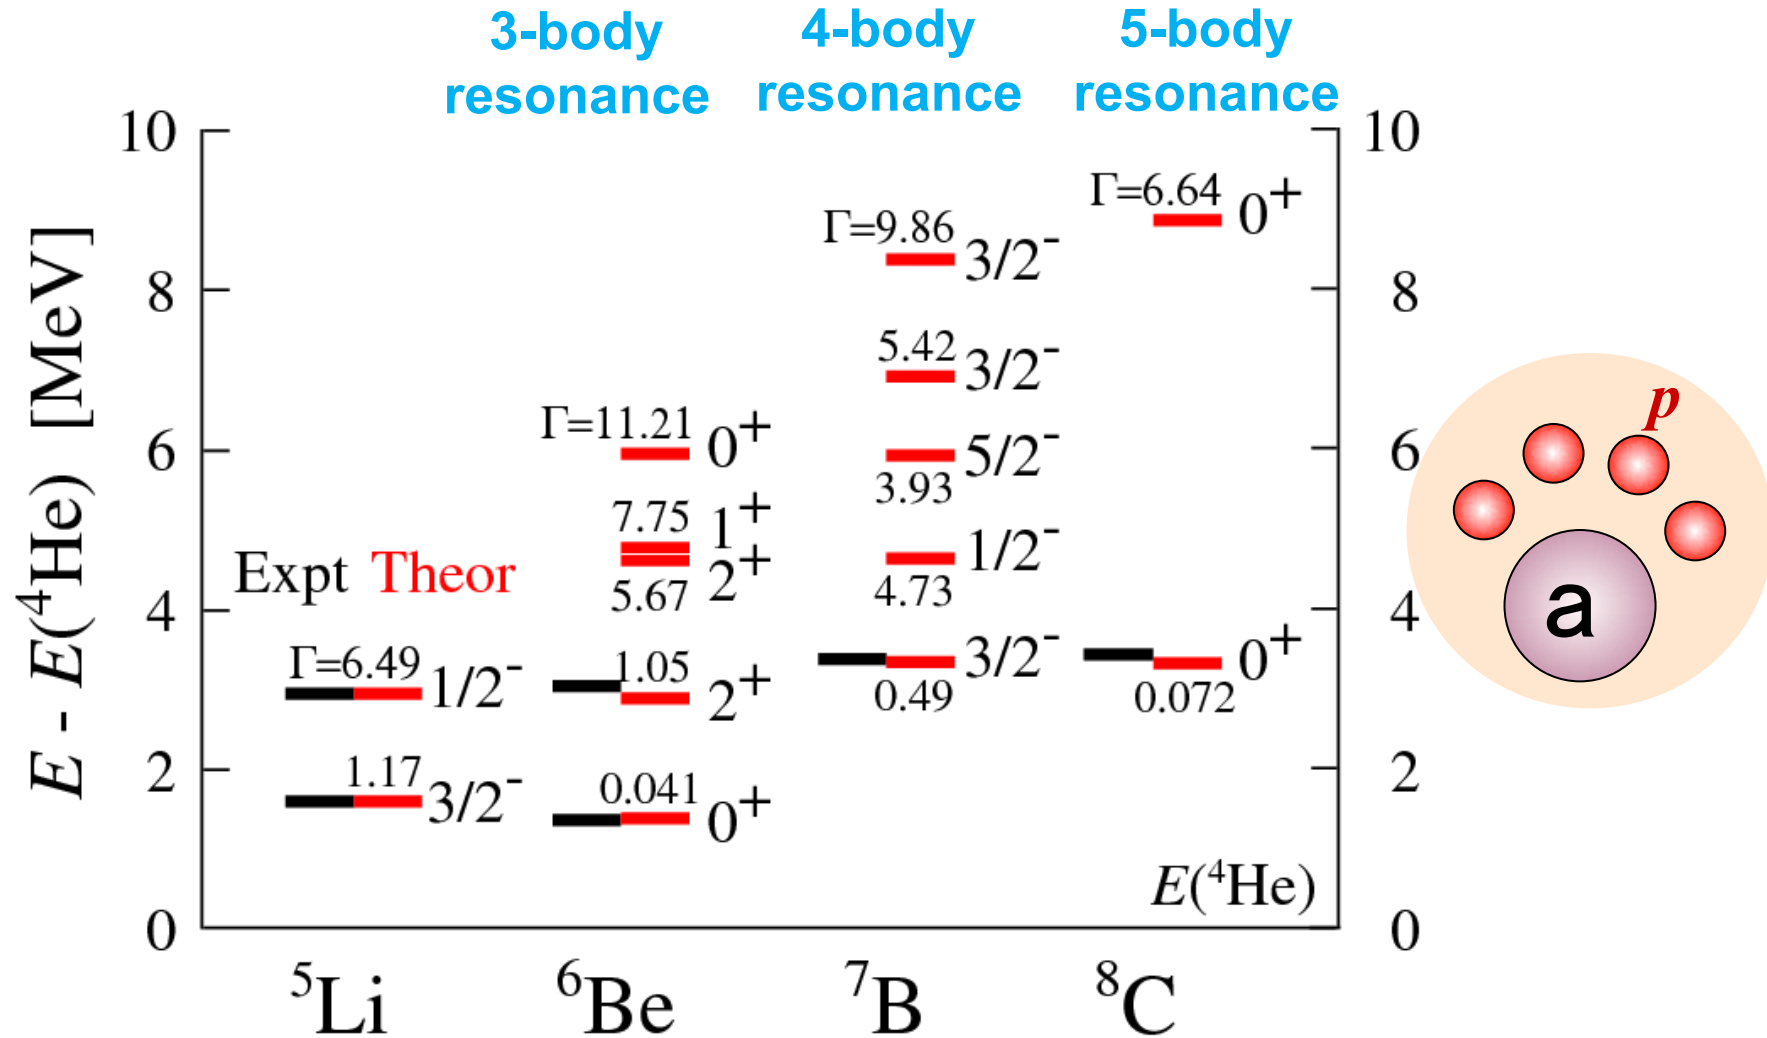 3-body 4-body 5-body
resonance resonance resonance
10 10
Γ=6.64 0⁺
Γ=9.86 3/2⁻
8 8
5.42 3/2⁻
Γ=11.21 0⁺
6 5/2⁻ 6
3.93
p
7.75 1⁺
1/2⁻
Expt Theor 2⁺
5.67 4.73
4 4
a
Γ=6.49 1/2⁻
1.05 2⁺
3/2⁻
0.49
0⁺
0.072
2 2
1.17 3/2⁻
0.041 0⁺
E(⁴He)
0 0
E - E(⁴He) [MeV]
⁵Li ⁶Be ⁷B ⁸C